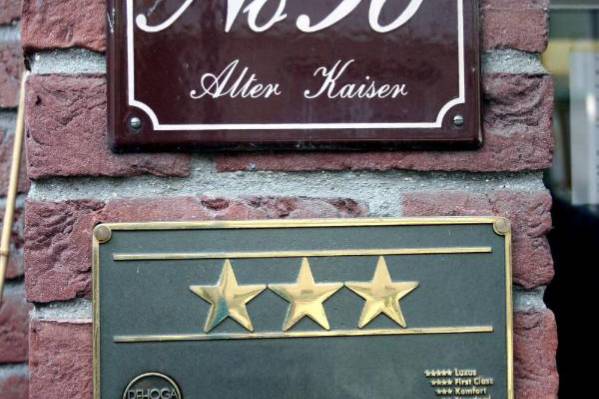 Alter Kaiser
DEHOGA
***** Luxus
**** First Class
*** Komfort